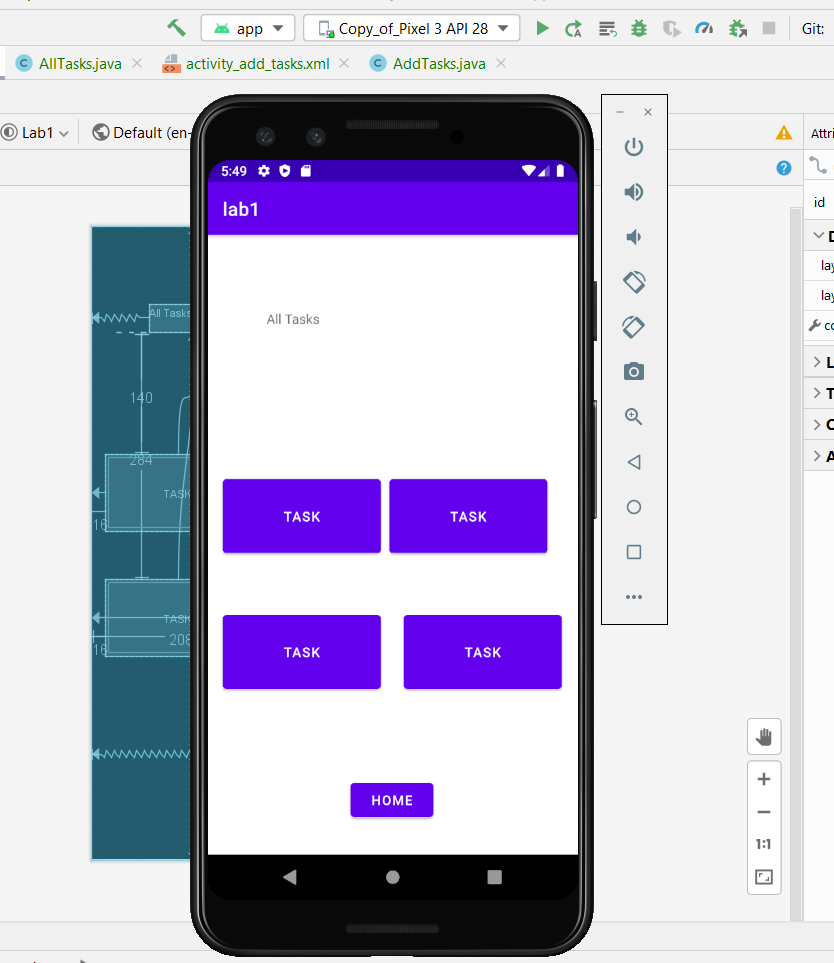 app Copy_of_Pixel 3 API 28 Git:
AllTasks.java activity_add_tasks.xml AddTasks.java
Lab1 Default (en- Attri
5:49
lab1
id
D
All Tasks
All Tasks
lay
lay
co
L
T
C
A
140
284
TASK
16
TASK TASK
TASK
208
16
TASK TASK
HOME
1:1